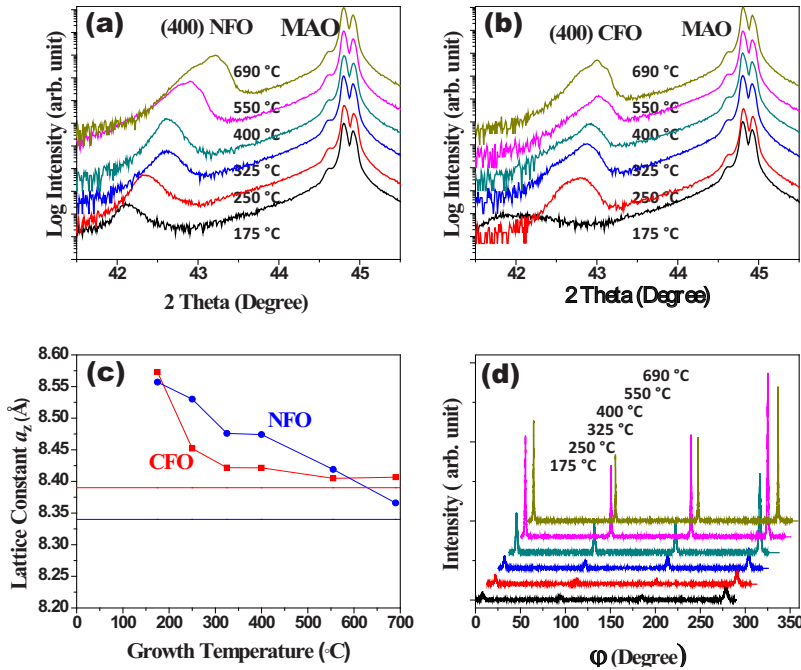 (a)
(400) NFO
MAO
690 °C
550 °C
400 °C
325 °C
250 °C
175 °C
Log Intensity (arb. unit)
42
43
44
45
2 Theta (Degree)
(b)
(400) CFO
MAO
690 °C
550 °C
400 °C
325 °C
250 °C
175 °C
Log Intensity (arb. unit)
42
43
44
45
2 Theta (Degree)
(c)
8.60
8.55
8.50
8.45
8.40
8.35
8.30
8.25
8.20
NFO
CFO
Lattice Constant a_z (Å)
0 100 200 300 400 500 600 700
Growth Temperature (°C)
(d)
690 °C
550 °C
400 °C
325 °C
250 °C
175 °C
Intensity ( arb. unit)
0 50 100 150 200 250 300 350
φ (Degree)